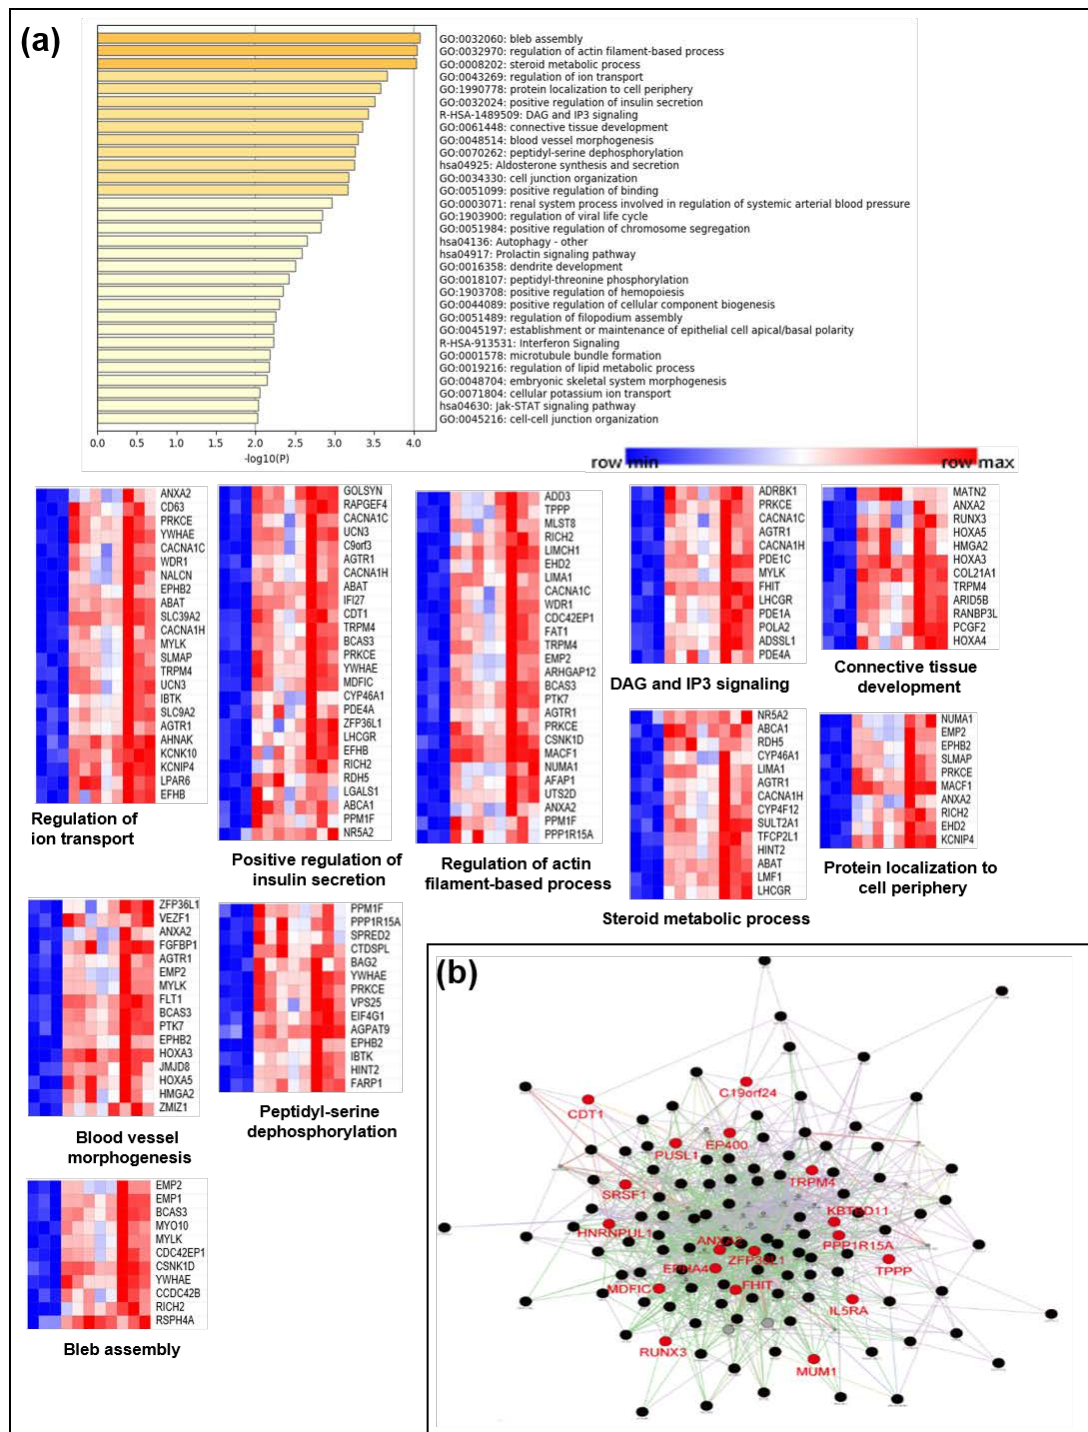 (a)
GO:0032060: bleb assembly
GO:0032970: regulation of actin filament-based process
GO:0008202: steroid metabolic process
GO:0043269: regulation of ion transport
GO:1990778: protein localization to cell periphery
GO:0032024: positive regulation of insulin secretion
R-HSA-1489509: DAG and IP3 signaling
GO:0061448: connective tissue development
GO:0048514: blood vessel morphogenesis
GO:0070262: peptidyl-serine dephosphorylation
hsa04925: Aldosterone synthesis and secretion
GO:0034330: cell junction organization
GO:0051099: positive regulation of binding
GO:0003071: renal system process involved in regulation of systemic arterial blood pressure
GO:1903900: regulation of viral life cycle
GO:0051984: positive regulation of chromosome segregation
hsa04136: Autophagy - other
hsa04917: Prolactin signaling pathway
GO:0016358: dendrite development
GO:0018107: peptidyl-threonine phosphorylation
GO:1903708: positive regulation of hemopoiesis
GO:0044089: positive regulation of cellular component biogenesis
GO:0051489: regulation of filopodium assembly
GO:0045197: establishment or maintenance of epithelial cell apical/basal polarity
R-HSA-913531: Interferon Signaling
GO:0001578: microtubule bundle formation
GO:0019216: regulation of lipid metabolic process
GO:0048704: embryonic skeletal system morphogenesis
GO:0071804: cellular potassium ion transport
hsa04630: Jak-STAT signaling pathway
GO:0045216: cell-cell junction organization
0.0 0.5 1.0 1.5 2.0 2.5 3.0 3.5 4.0
-log10(P)
row min row max
ANXA2
CD63
PRKCE
YWHAE
CACNA1C
WDR1
NALCN
EPHB2
ABAT
SLC39A2
CACNA1H
MYLK
SLMAP
TRPM4
UCN3
IBTK
SLC9A2
AGTR1
AHNAK
KCNK10
KCNIP4
LPAR6
EFHB
Regulation of
ion transport
GOLSYN
RAPGEF4
CACNA1C
UCN3
C9orf3
AGTR1
CACNA1H
ABAT
IFI27
CDT1
TRPM4
BCAS3
PRKCE
YWHAE
MDFIC
CYP46A1
PDE4A
ZFP36L1
LHCGR
EFHB
RICH2
RDH5
LGALS1
ABCA1
PPM1F
NR5A2
Positive regulation of
insulin secretion
ADD3
TPPP
MLST8
RICH2
LIMCH1
EHD2
LIMA1
CACNA1C
WDR1
CDC42EP1
FAT1
TRPM4
EMP2
ARHGAP12
BCAS3
PTK7
AGTR1
PRKCE
CSNK1D
MACF1
NUMA1
AFAP1
UTS2D
ANXA2
PPM1F
PPP1R15A
Regulation of actin
filament-based process
ADRBK1
PRKCE
CACNA1C
AGTR1
CACNA1H
PDE1C
MYLK
FHIT
LHCGR
PDE1A
POLA2
ADSSL1
PDE4A
DAG and IP3 signaling
MATN2
ANXA2
RUNX3
HOXA5
HMGA2
HOXA3
COL21A1
TRPM4
ARID5B
RANBP3L
PCGF2
HOXA4
Connective tissue
development
NR5A2
ABCA1
RDH5
CYP46A1
LIMA1
AGTR1
CACNA1H
CYP4F12
SULT2A1
TFCP2L1
HINT2
ABAT
LMF1
LHCGR
Steroid metabolic process
NUMA1
EMP2
EPHB2
SLMAP
PRKCE
MACF1
ANXA2
RICH2
EHD2
KCNIP4
Protein localization to
cell periphery
ZFP36L1
VEZF1
ANXA2
FGFBP1
AGTR1
EMP2
MYLK
FLT1
BCAS3
PTK7
EPHB2
HOXA3
JMJD8
HOXA5
HMGA2
ZMIZ1
Blood vessel
morphogenesis
PPM1F
PPP1R15A
SPRED2
CTDSPL
BAG2
YWHAE
PRKCE
VPS25
EIF4G1
AGPAT9
EPHB2
IBTK
HINT2
FARP1
Peptidyl-serine
dephosphorylation
EMP2
EMP1
BCAS3
MYO10
MYLK
CDC42EP1
CSNK1D
YWHAE
CCDC42B
RICH2
RSPH4A
Bleb assembly
(b)
C19orf24
CDT1
EP400
PUSL1
TRPM4
SRSF1
KBTBD11
HNRNPUL1
PPP1R15A
ANXA2
ZFP36L1
EPHA4
TPPP
MDFIC
FHIT
IL5RA
RUNX3
MUM1